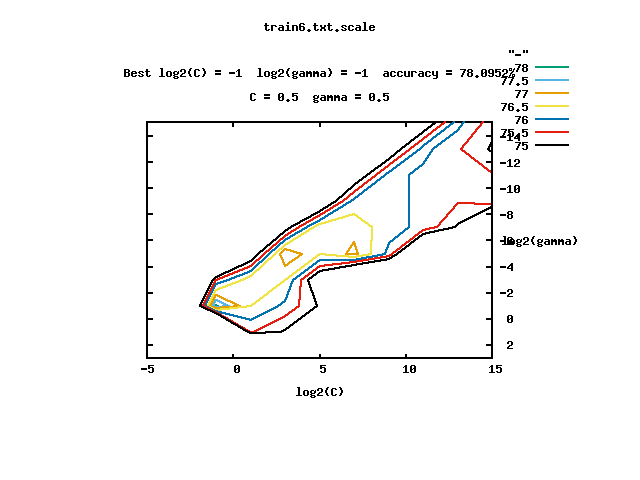 train6.txt.scale
"-"
Best log2(C) = -1  log2(gamma) = -1  accuracy = 78.0952%
78
77.5
77
C = 0.5  gamma = 0.5
76.5
76
75.5
75
-14
-12
-10
-8
-6
log2(gamma)
-4
-2
0
2
-5 0 5 10 15
log2(C)